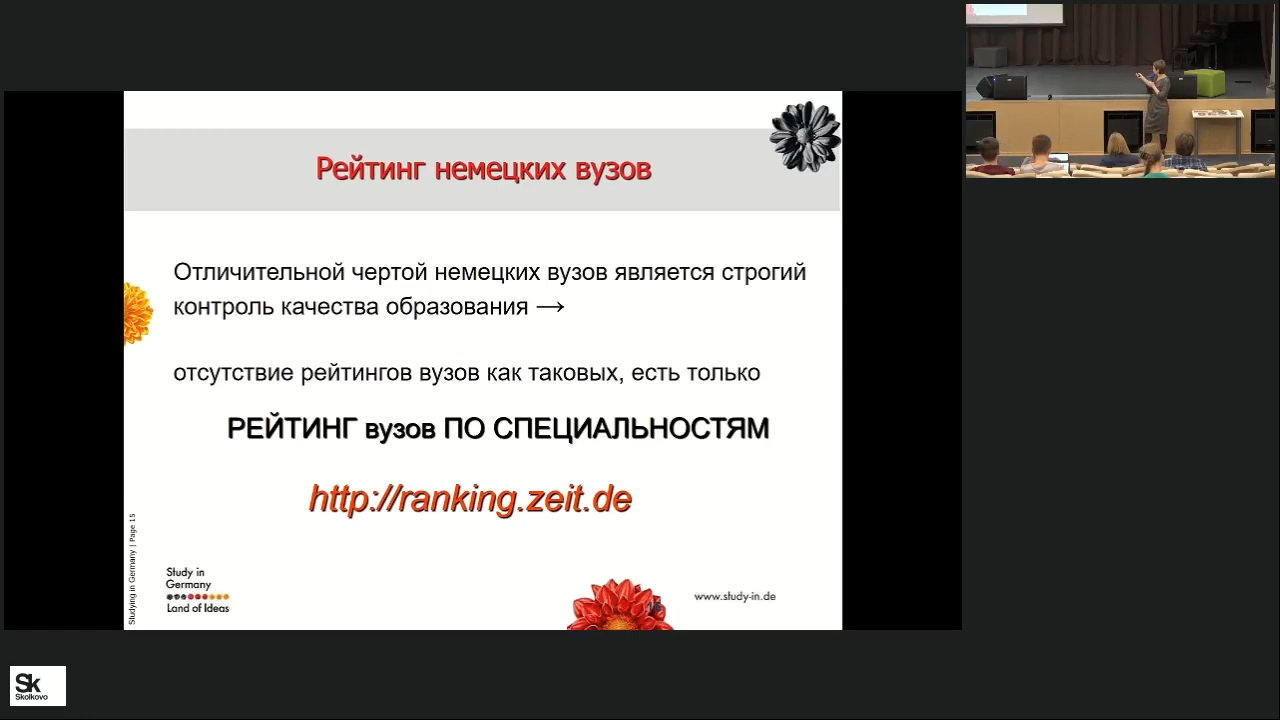 Рейтинг немецких вузов
Отличительной чертой немецких вузов является строгий
контроль качества образования →
отсутствие рейтингов вузов как таковых, есть только
РЕЙТИНГ вузов ПО СПЕЦИАЛЬНОСТЯМ
http://ranking.zeit.de
Studying in Germany | Page 15
Study in
Germany
Land of Ideas
www.study-in.de
Sk
Skolkovo